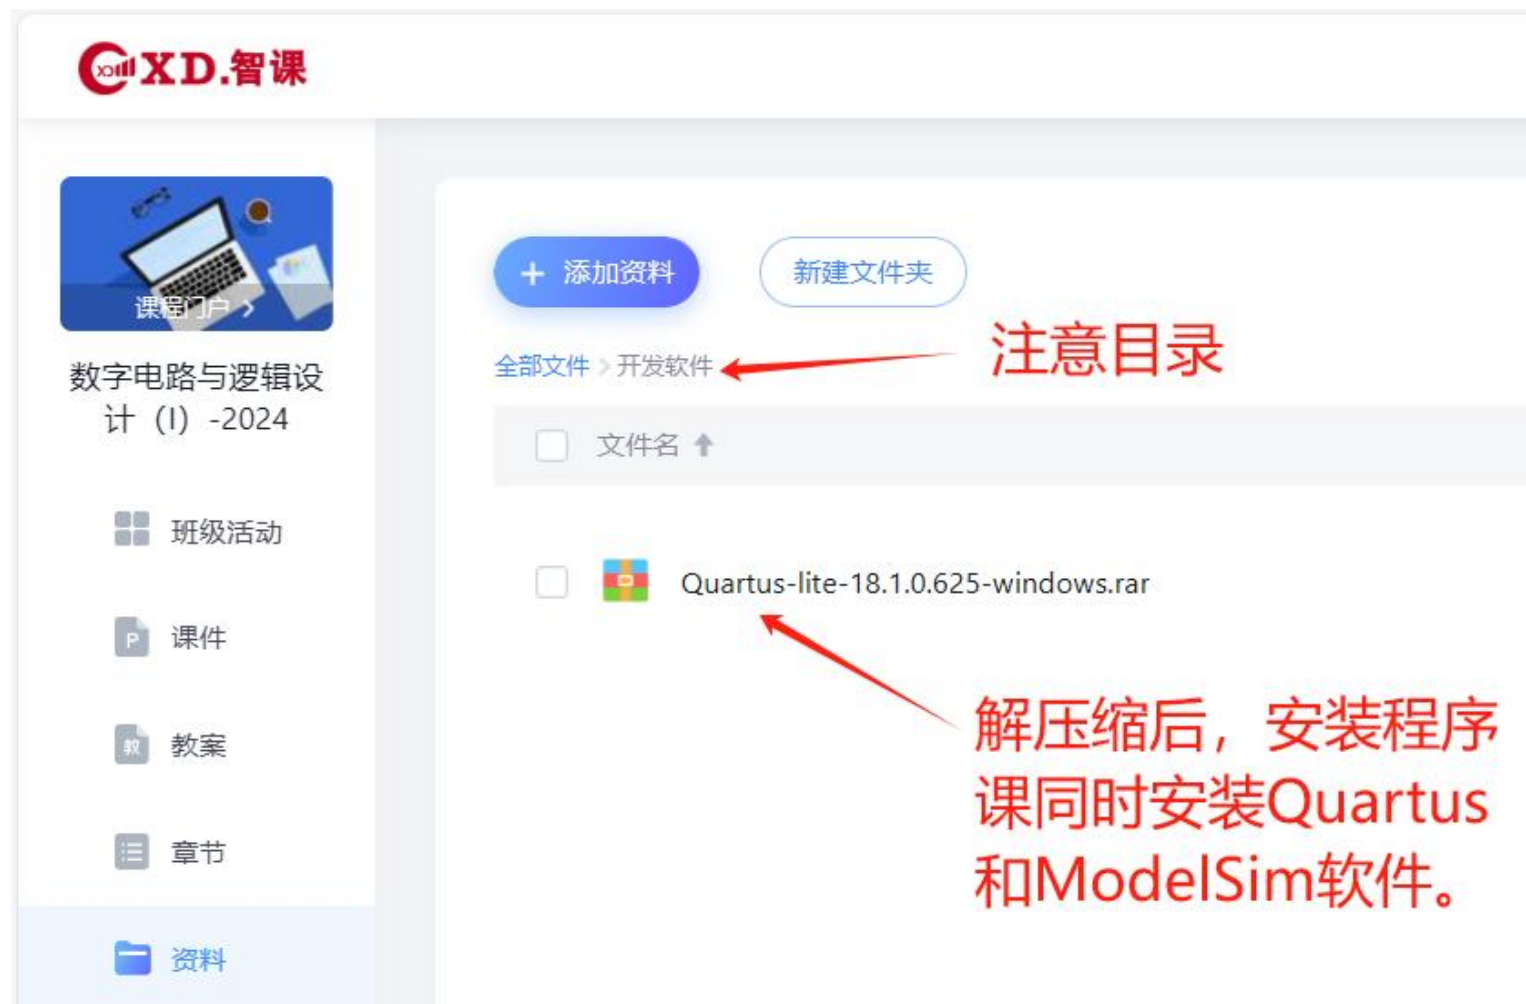 XD.智课
课程门户 >
数字电路与逻辑设
计（I）-2024
班级活动
课件
教案
章节
资料
+ 添加资料
新建文件夹
全部文件 > 开发软件
注意目录
文件名
Quartus-lite-18.1.0.625-windows.rar
解压缩后，安装程序
课同时安装Quartus
和ModelSim软件。